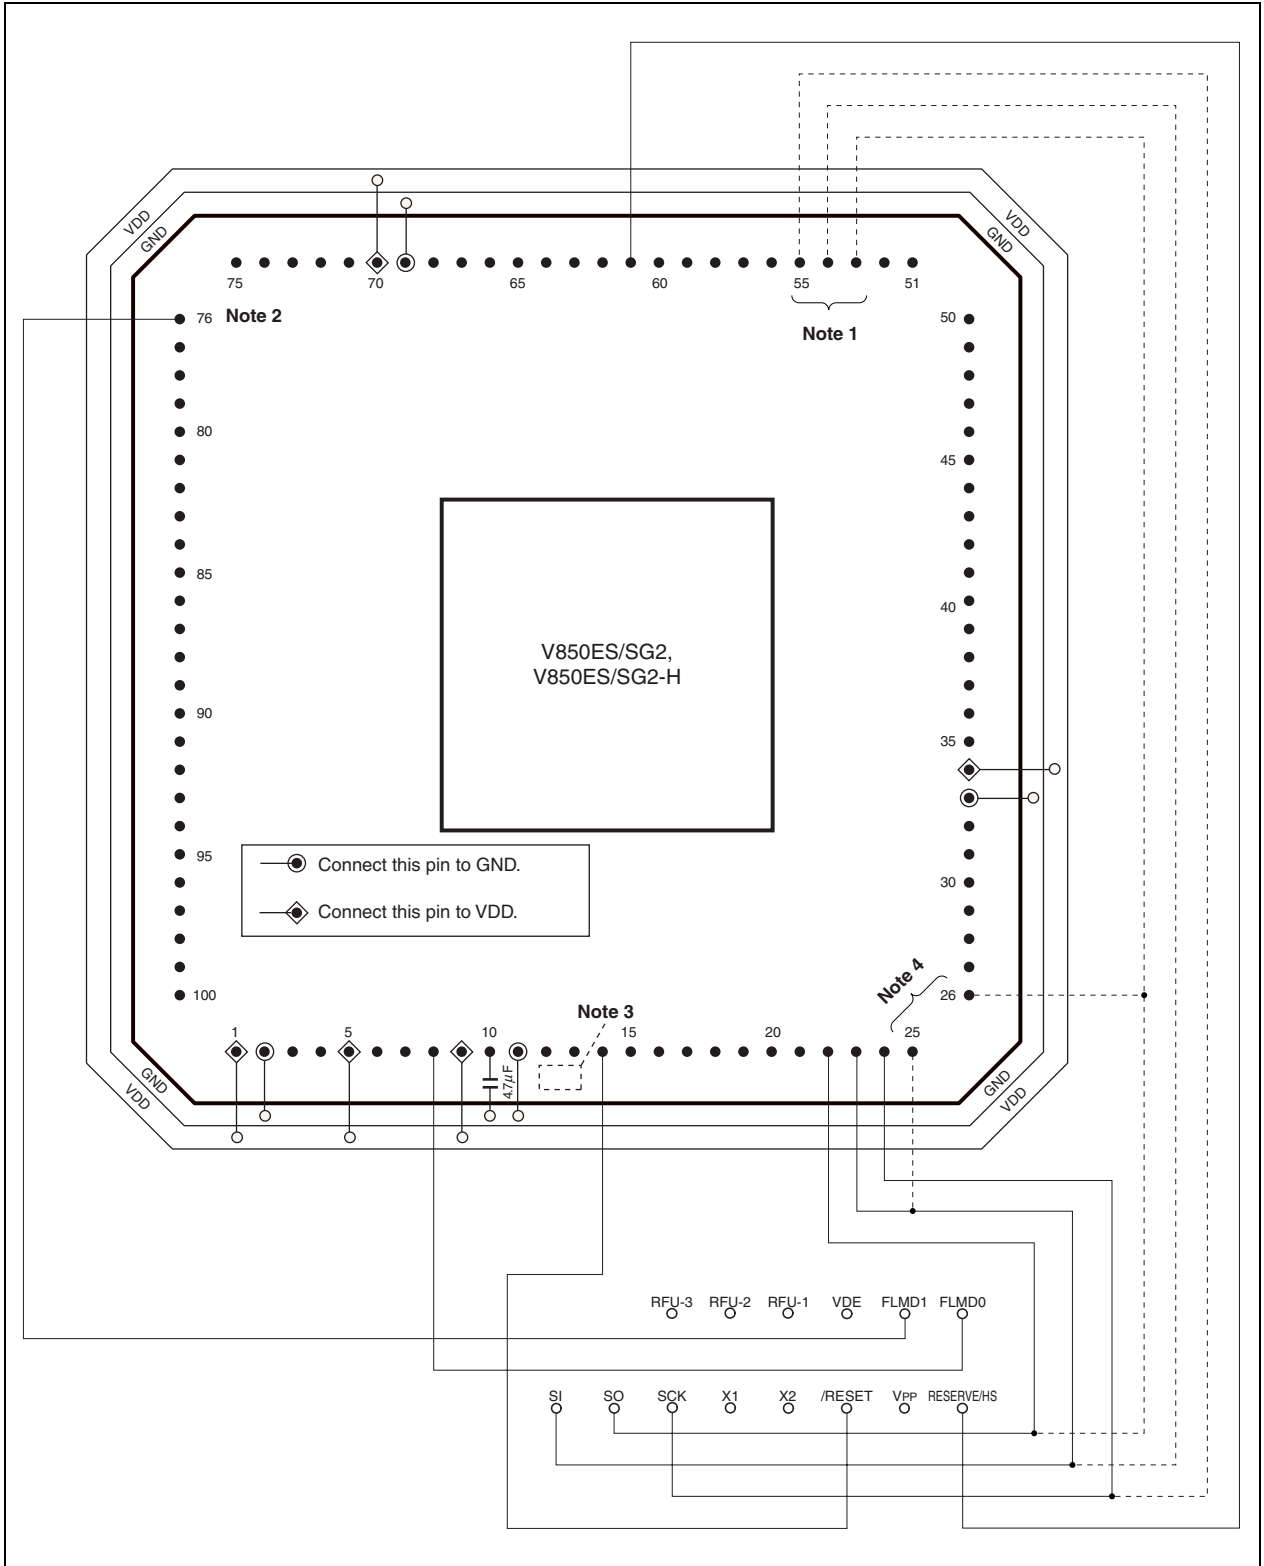 VDD
GND
VDD
GND
75
70
65
60
55
51
76
Note 2
Note 1
50
80
45
V850ES/SG2,
V850ES/SG2-H
85
40
90
35
95
Connect this pin to GND.
30
Connect this pin to VDD.
100
Note 4
26
1
5
10
Note 3
15
20
25
4.7μF
GND
VDD
GND
VDD
RFU-3 RFU-2 RFU-1 VDE FLMD1 FLMD0
SI SO SCK X1 X2 /RESET VPP RESERVE/HS